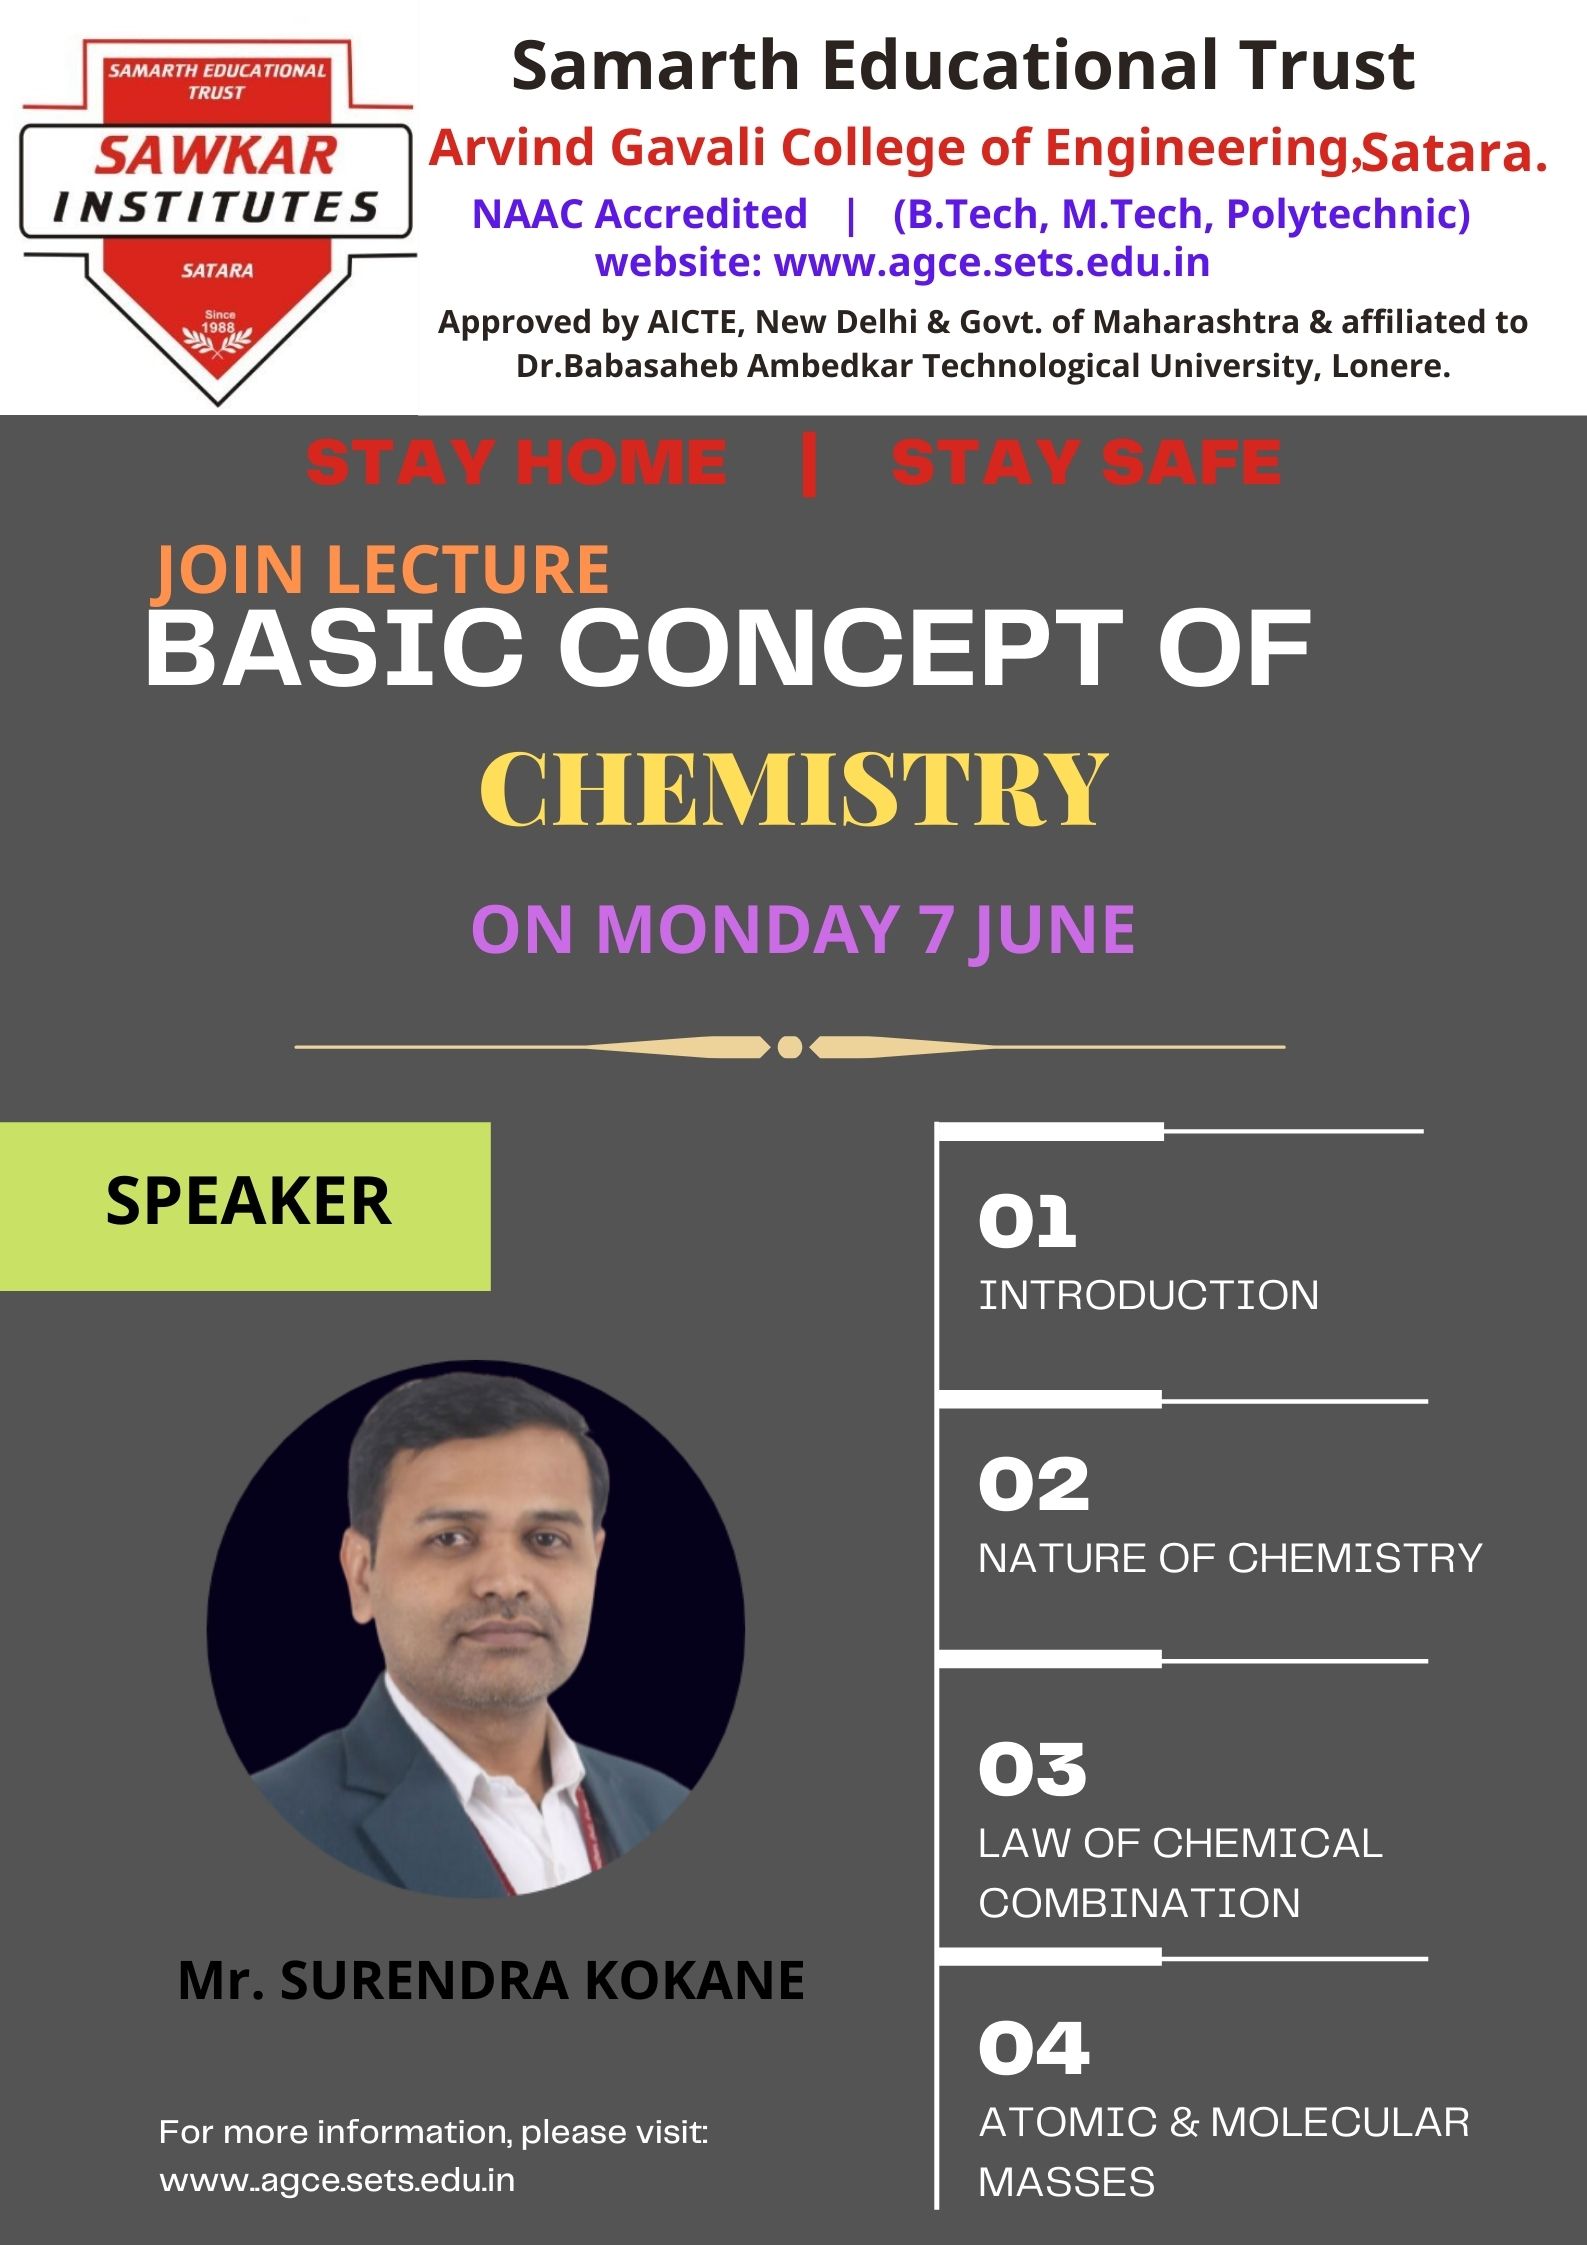 SAMARTH EDUCATIONAL
TRUST
SAWKAR
INSTITUTES
SATARA
Since
1988
Samarth Educational Trust
Arvind Gavali College of Engineering,Satara.
NAAC Accredited | (B.Tech, M.Tech, Polytechnic)
website: www.agce.sets.edu.in
Approved by AICTE, New Delhi & Govt. of Maharashtra & affiliated to
Dr.Babasaheb Ambedkar Technological University, Lonere.
STAY HOME | STAY SAFE
JOIN LECTURE
BASIC CONCEPT OF
CHEMISTRY
ON MONDAY 7 JUNE
SPEAKER
Mr. SURENDRA KOKANE
For more information, please visit:
www..agce.sets.edu.in
01
INTRODUCTION
02
NATURE OF CHEMISTRY
03
LAW OF CHEMICAL
COMBINATION
04
ATOMIC & MOLECULAR
MASSES